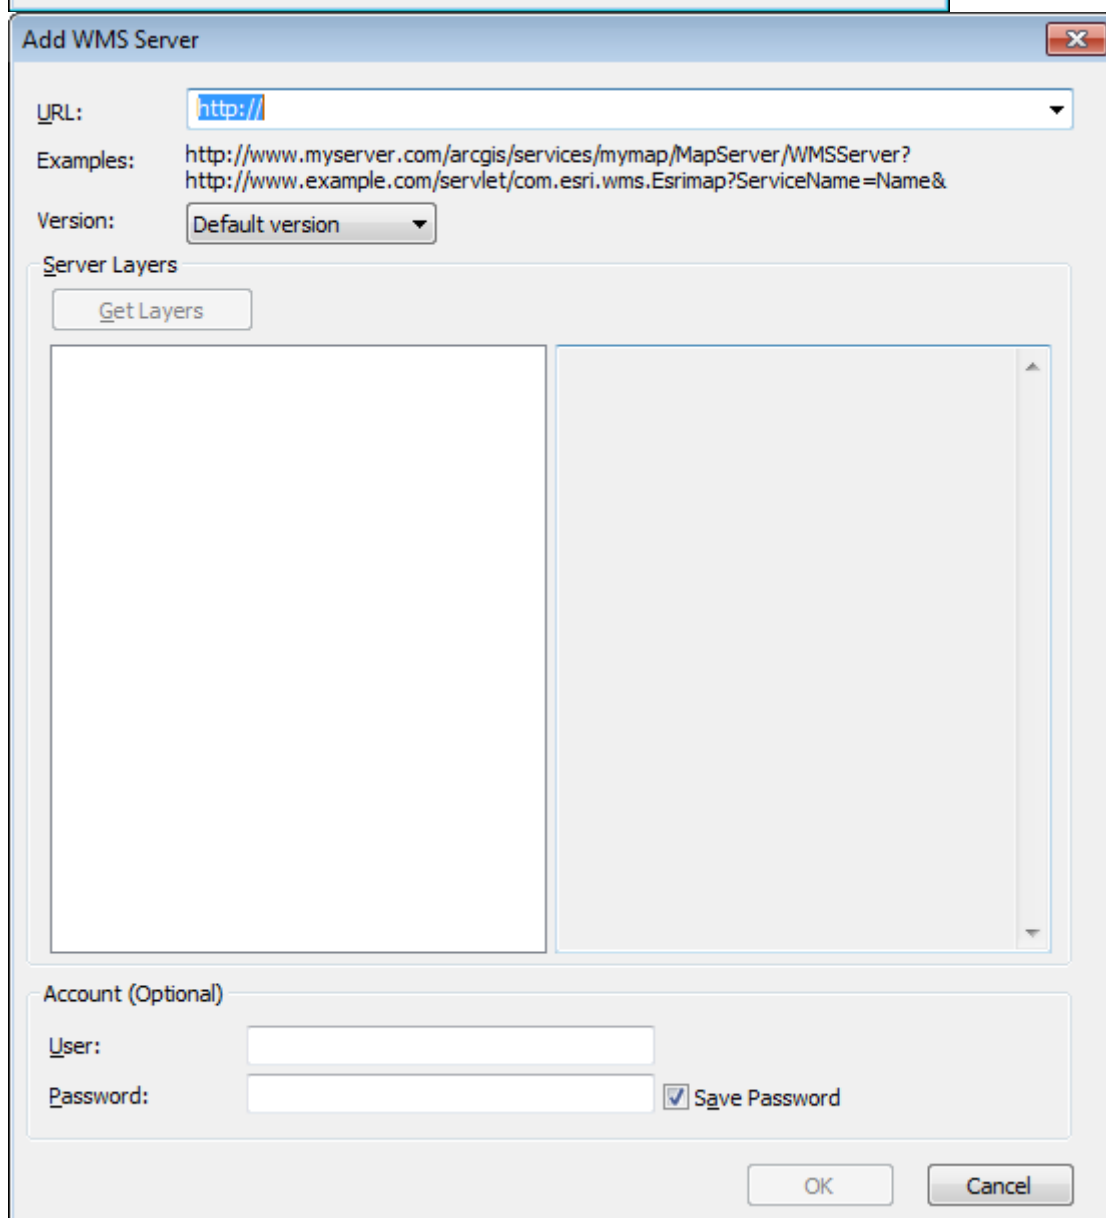 Add WMS Server
URL: http://
Examples: http://www.myserver.com/arcgis/services/mymap/MapServer/WMSServer?
http://www.example.com/servlet/com.esri.wms.Esrimap?ServiceName=Name&
Version: Default version
Server Layers
Get Layers
Account (Optional)
User:
Password: Save Password
OK Cancel